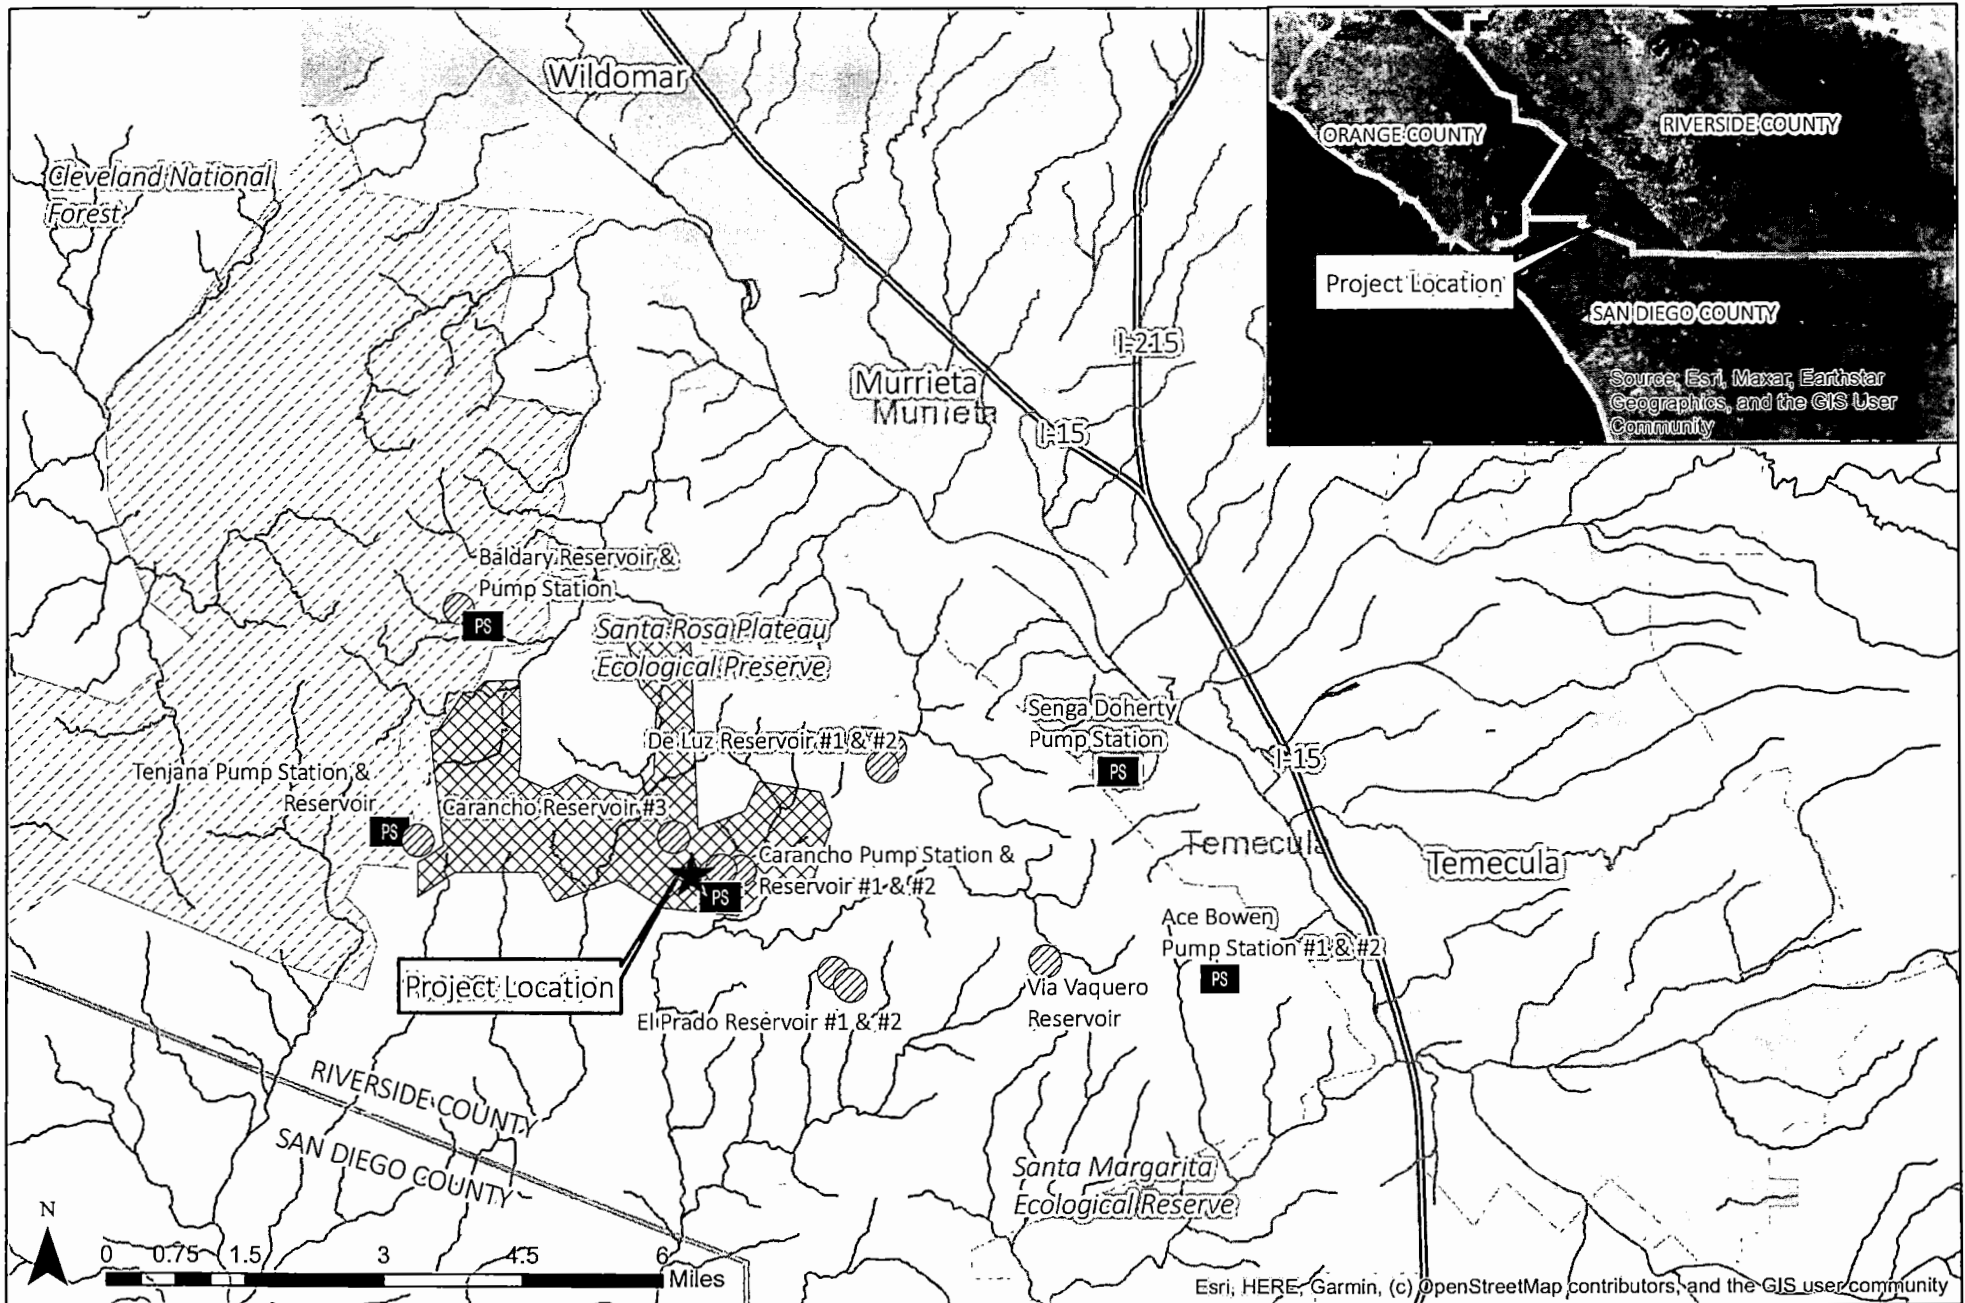 Wildomar
Cleveland National
Forest
ORANGE COUNTY
RIVERSIDE COUNTY
Project Location
SAN DIEGO COUNTY
Source: Esri, Maxar, Earthstar
Geographics, and the GIS User
Community
I-215
Murrieta
Murrieta
I-15
Baldary Reservoir &
Pump Station
PS
Santa Rosa Plateau
Ecological Preserve
Senga Doherty
Pump Station
PS
De Luz Reservoir #1 & #2
I-15
Tenjana Pump Station &
Reservoir
PS
Carancho Reservoir #3
Temecula
Temecula
Carancho Pump Station &
Reservoir #1 & #2
PS
Ace Bowen
Pump Station #1 & #2
PS
Project Location
Via Vaquero
Reservoir
El Prado Reservoir #1 & #2
RIVERSIDE COUNTY
SAN DIEGO COUNTY
Santa Margarita
Ecological Reserve
N
0 0.75 1.5 3 4.5 6
Miles
Esri, HERE, Garmin, (c) OpenStreetMap contributors, and the GIS user community